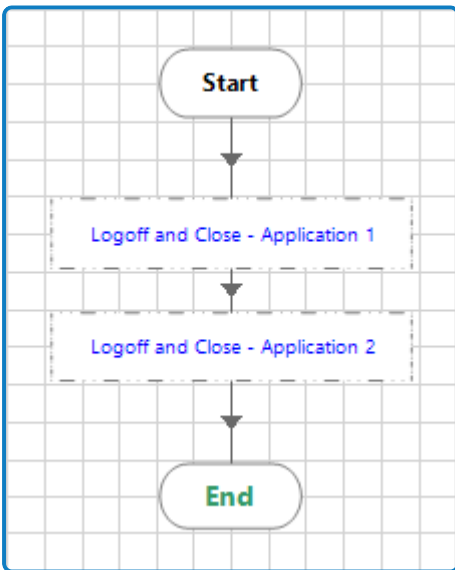 Start
Logoff and Close - Application 1
Logoff and Close - Application 2
End